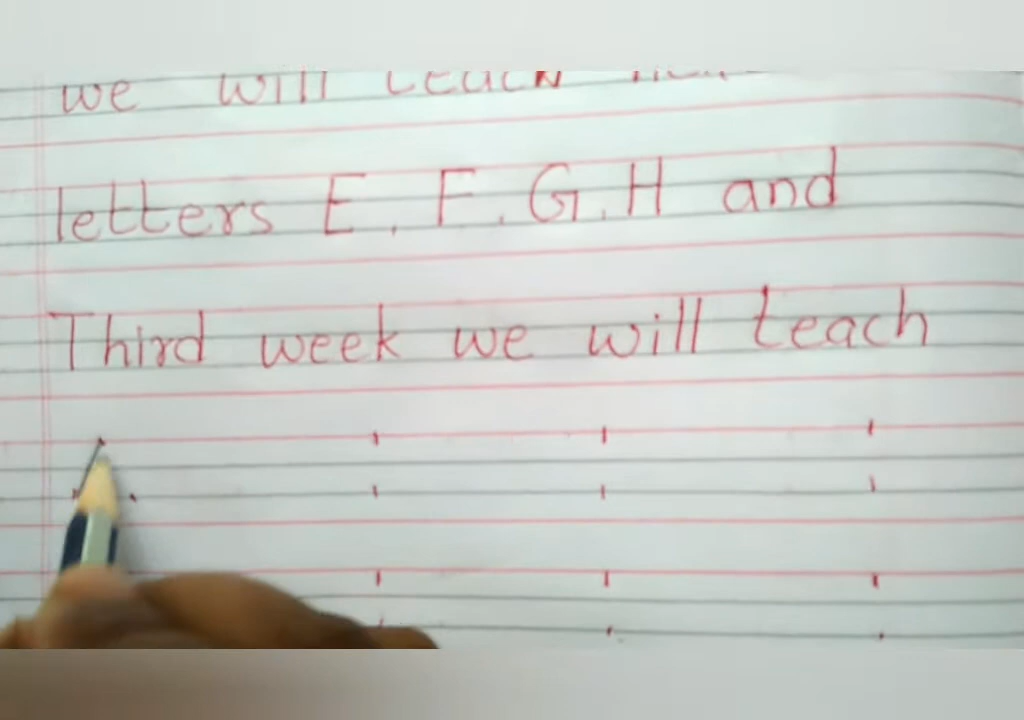 we will teach
letters E, F, G, H and
Third week we will teach